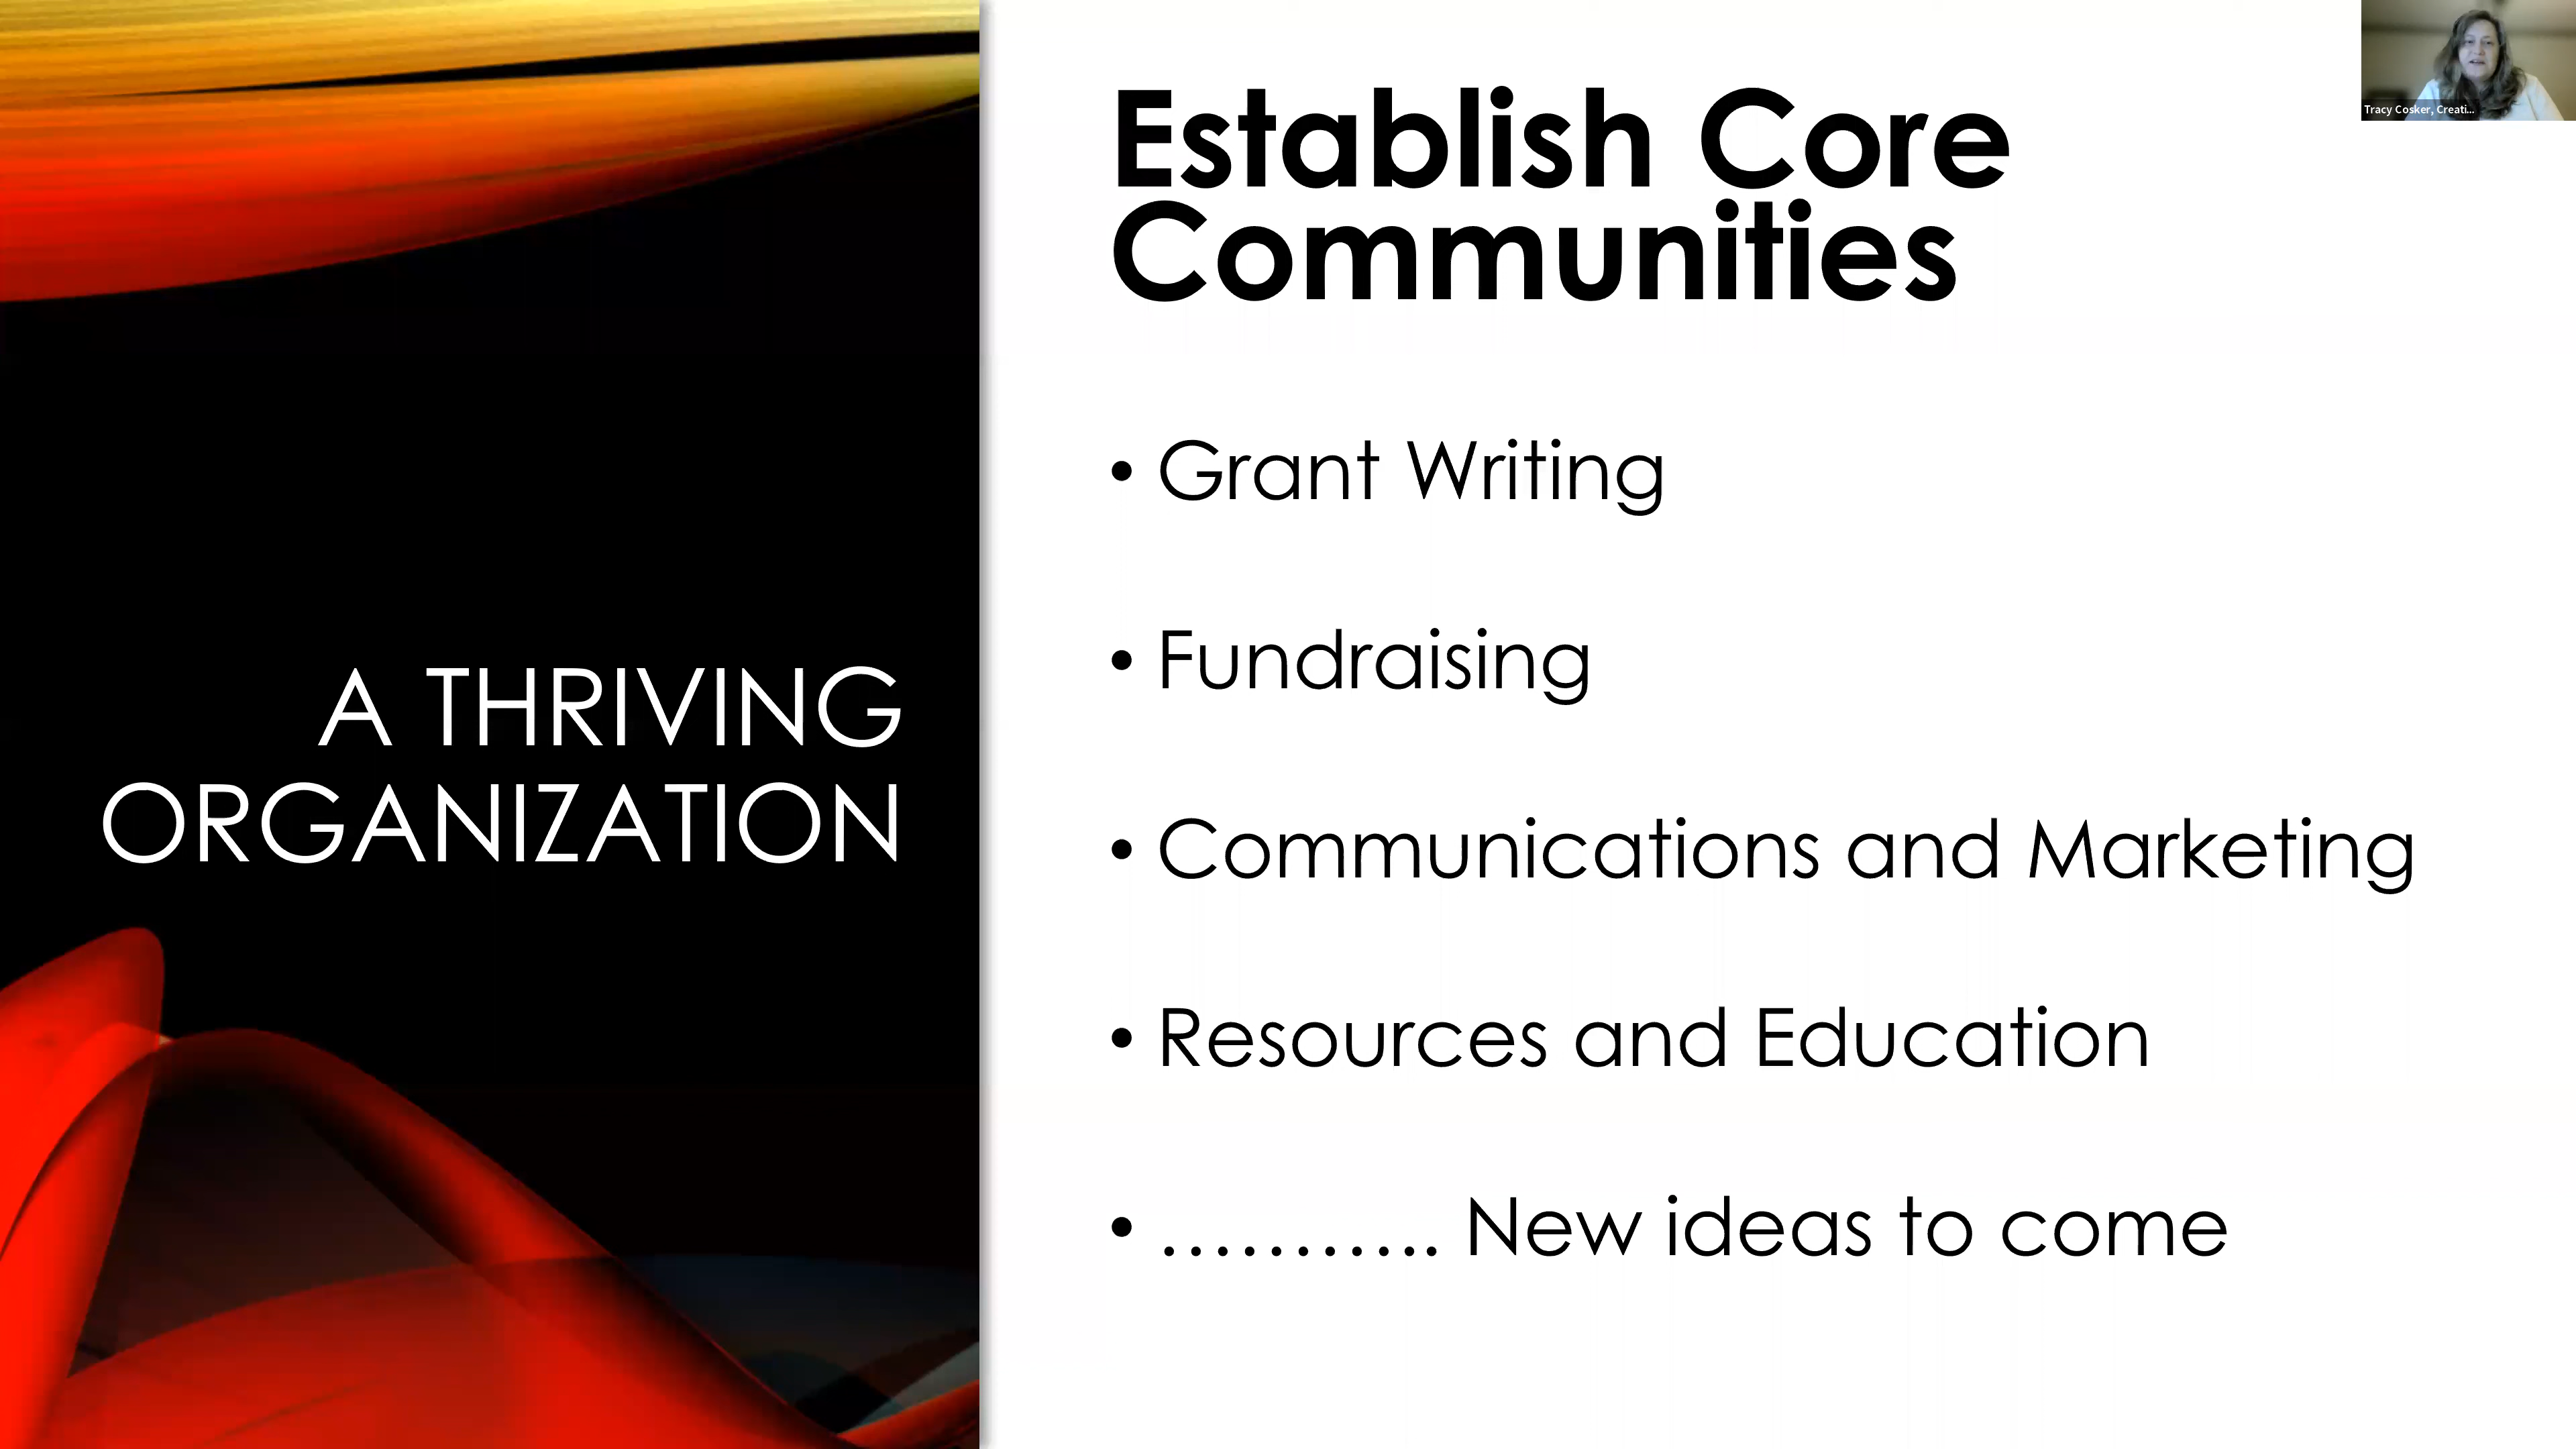 A THRIVING
ORGANIZATION
Establish Core
Communities
• Grant Writing
• Fundraising
• Communications and Marketing
• Resources and Education
• ……….. New ideas to come
Tracy Cosker, Creati...